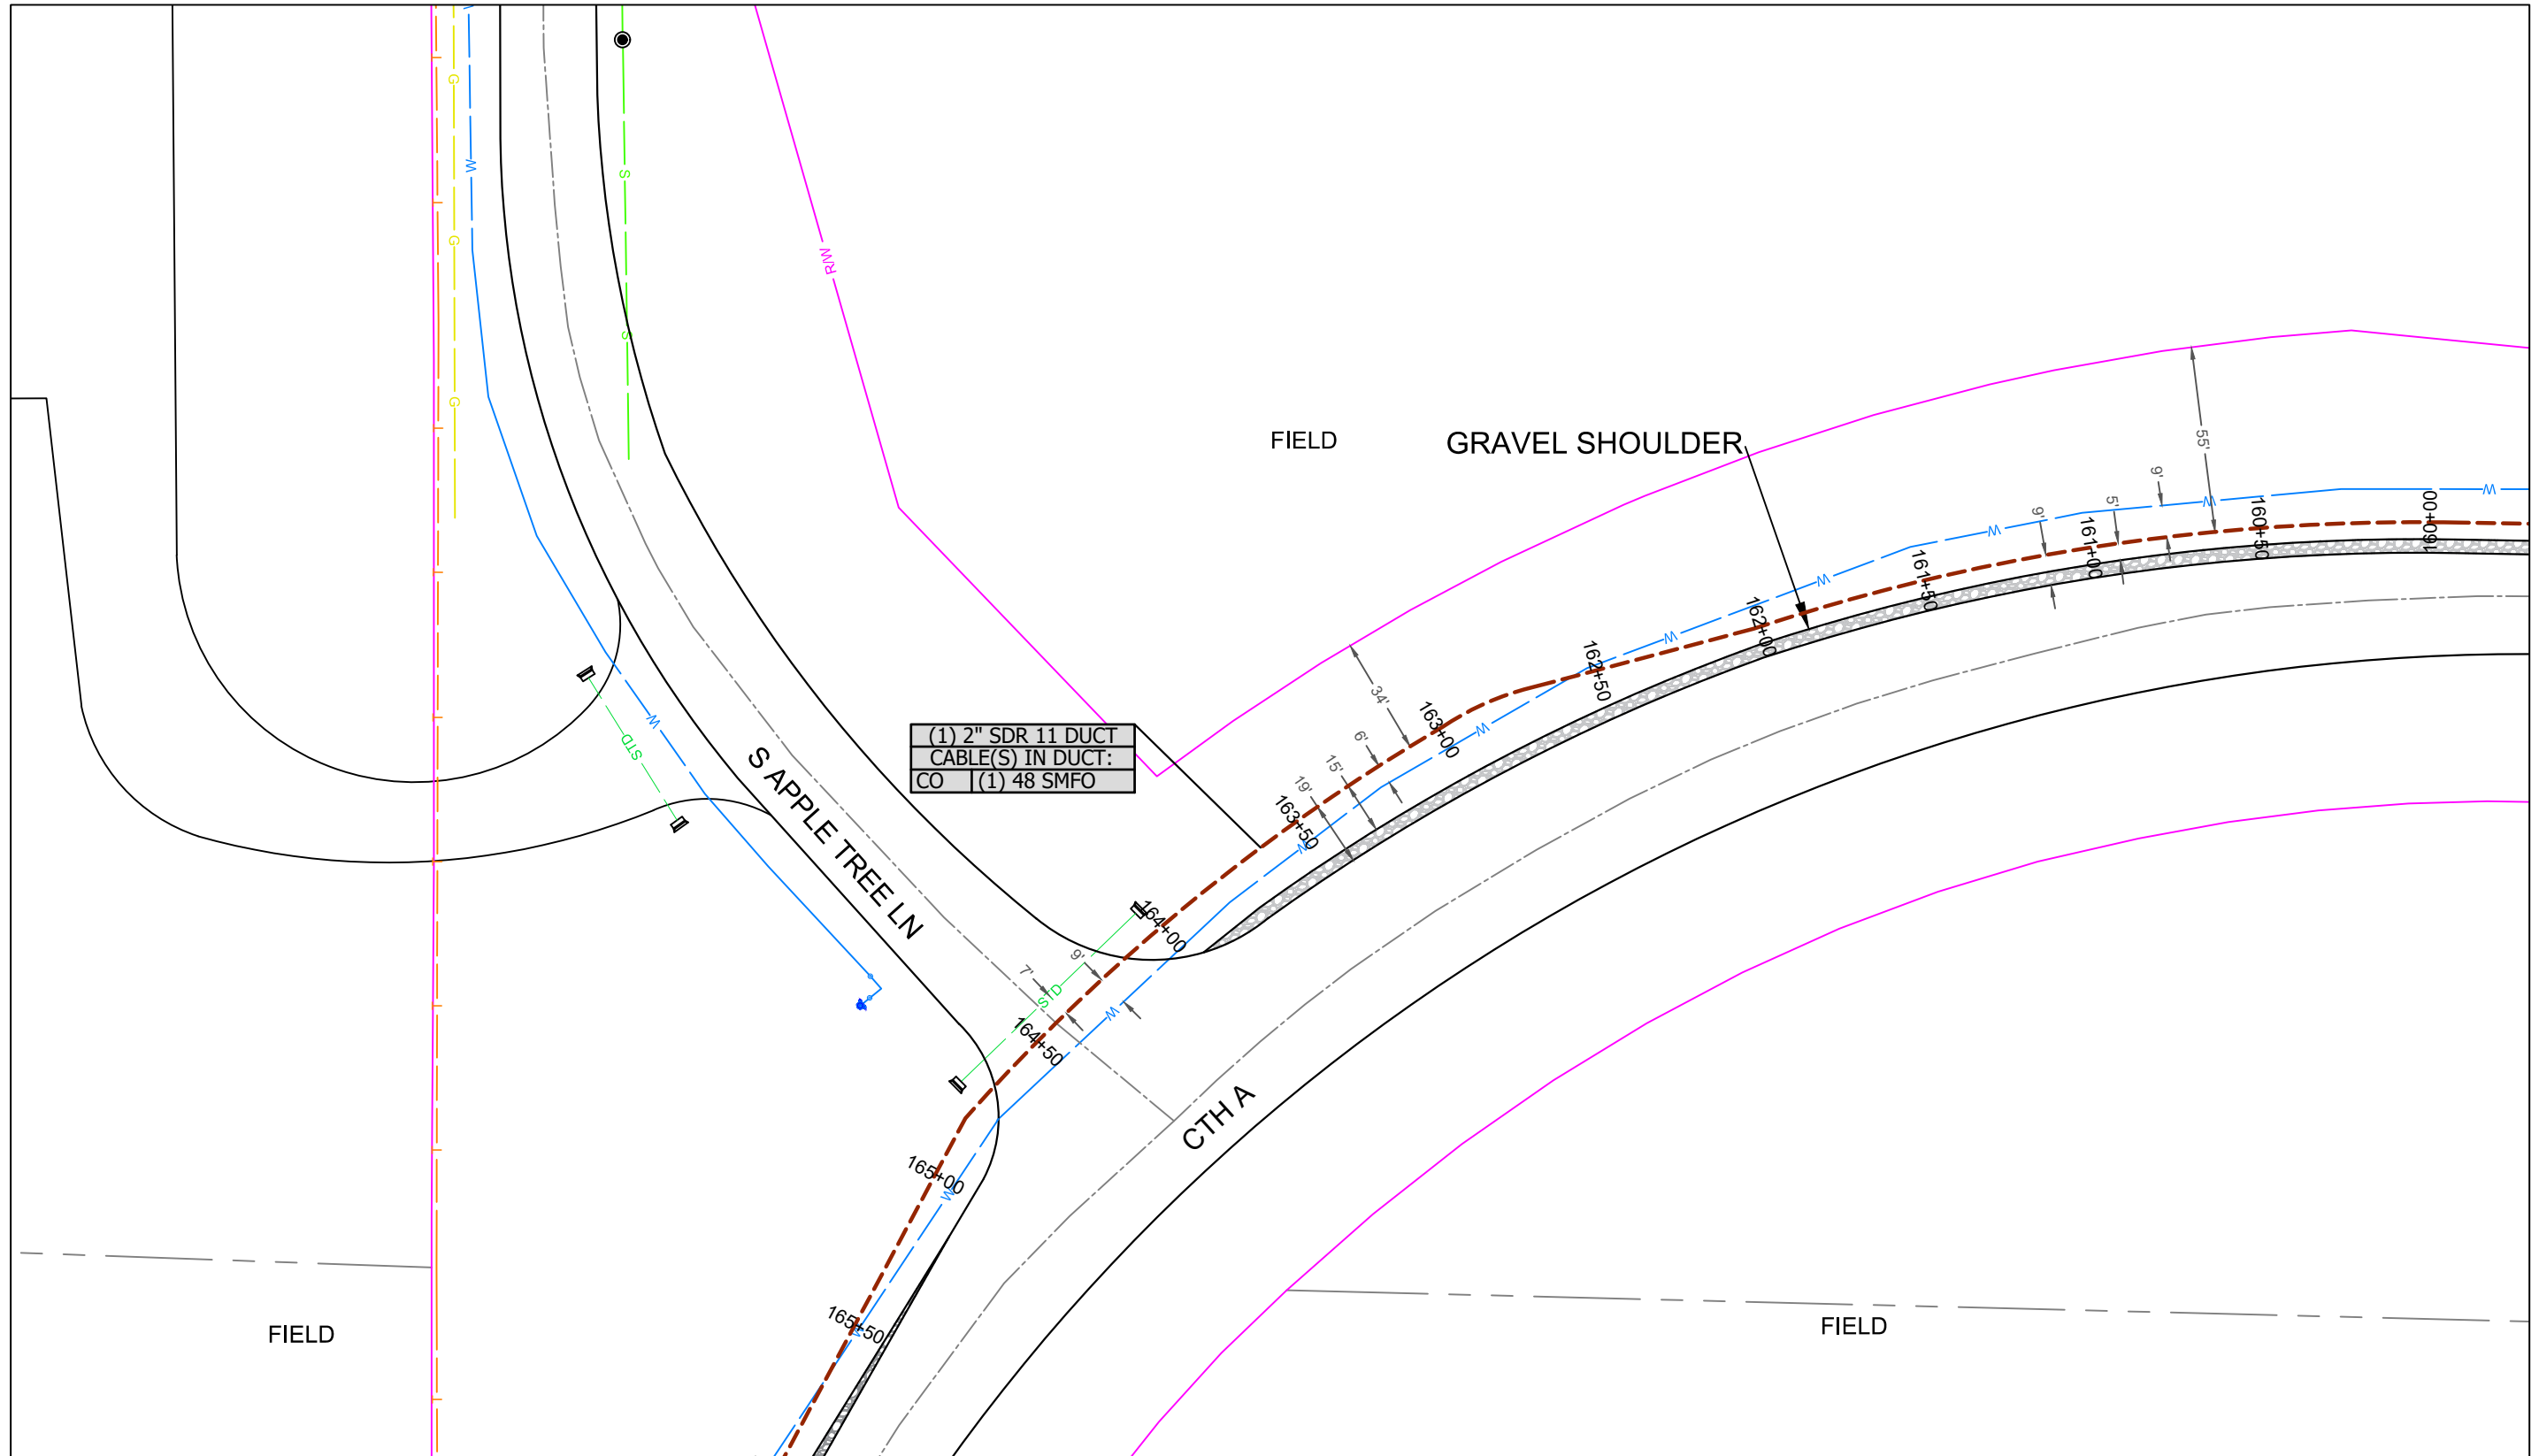 G
W
S
R/W
G
S
FIELD
GRAVEL SHOULDER
G
55'
9'
W
W
5'
9'
W
W
W
W
160+00
160+50
161+00
161+50
162+00
162+50
163+00
34'
6'
15'
19'
163+50
W
W
STD
(1) 2" SDR 11 DUCT
CABLE(S) IN DUCT:
CO (1) 48 SMFO
S APPLE TREE LN
164+00
9'
7'
STD
W
164+50
CTH A
165+00
W
165+50
W
FIELD
FIELD